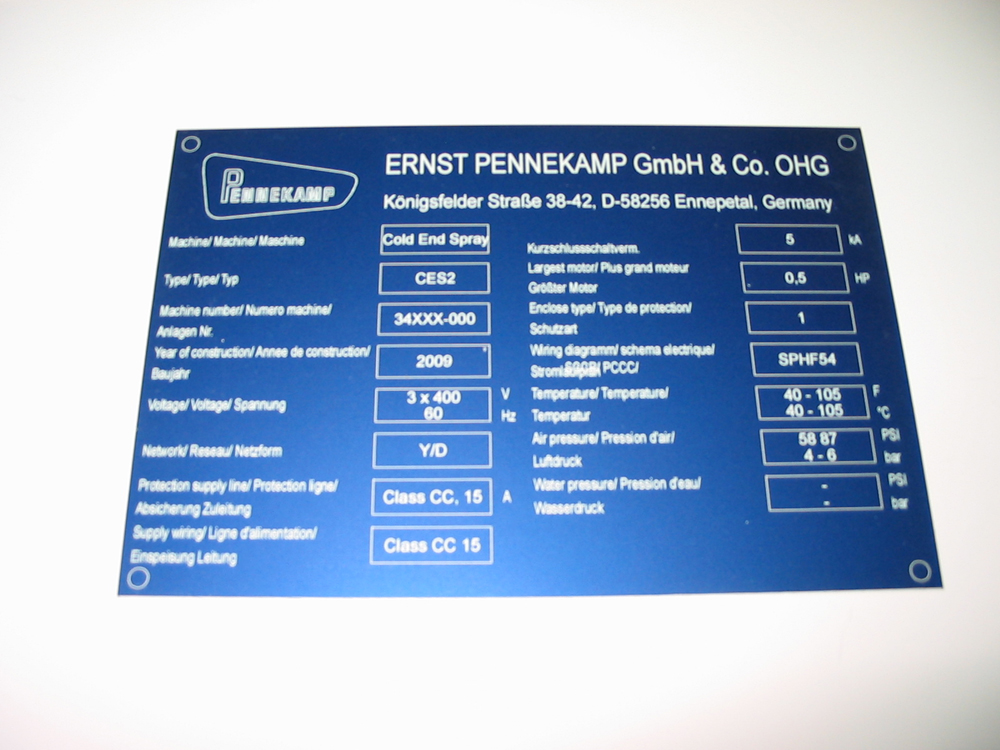 PENNEKAMP
ERNST PENNEKAMP GmbH & Co. OHG
Königsfelder Straße 38-42, D-58256 Ennepetal, Germany
Machine/ Machine/ Maschine
Cold End Spray
Type/ Type/ Typ
CES2
Machine number/ Numero machine/
Anlagen Nr.
34XXX-000
Year of construction/ Annee de construction/
Baujahr
2009
Voltage/ Voltage/ Spannung
3 x 400 V
60 Hz
Network/ Reseau/ Netzform
Y/D
Protection supply line/ Protection ligne/
Absicherung Zuleitung
Class CC, 15 A
Supply wiring/ Ligne d'alimentation/
Einspeisung Leitung
Class CC 15
Kurzschlussschaltverm.
5 kA
Largest motor/ Plus grand moteur
Größter Motor
0,5 HP
Enclose type/ Type de protection/
Schutzart
1
Wiring diagramm/ schema electrique/
PCCC/
SPHF54
Temperature/ Temperature/
Temperatur
40 - 105 F
40 - 105 °C
Air pressure/ Pression d'air/
Luftdruck
58 87 PSI
4 - 6 bar
Water pressure/ Pression d'eau/
Wasserdruck
- PSI
- bar